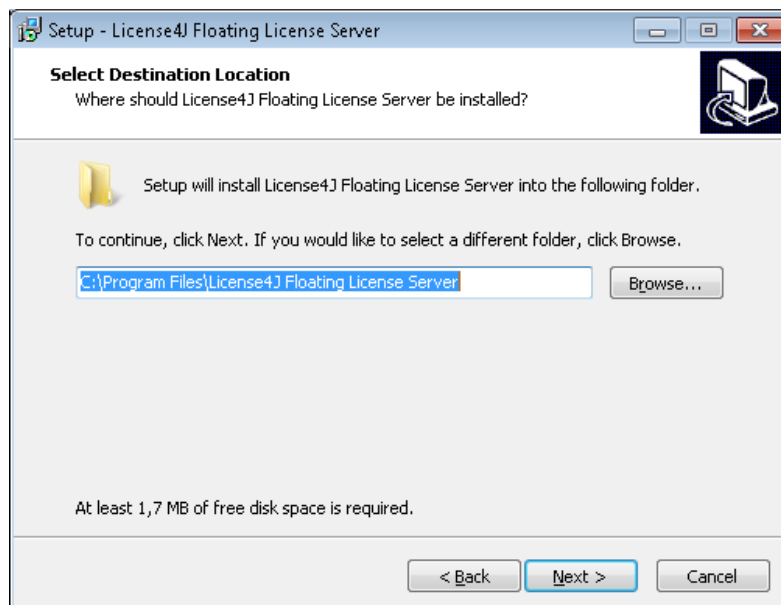 Setup - License4J Floating License Server
Select Destination Location
Where should License4J Floating License Server be installed?
Setup will install License4J Floating License Server into the following folder.
To continue, click Next. If you would like to select a different folder, click Browse.
C:\Program Files\License4J Floating License Server
Browse...
At least 1,7 MB of free disk space is required.
< Back
Next >
Cancel